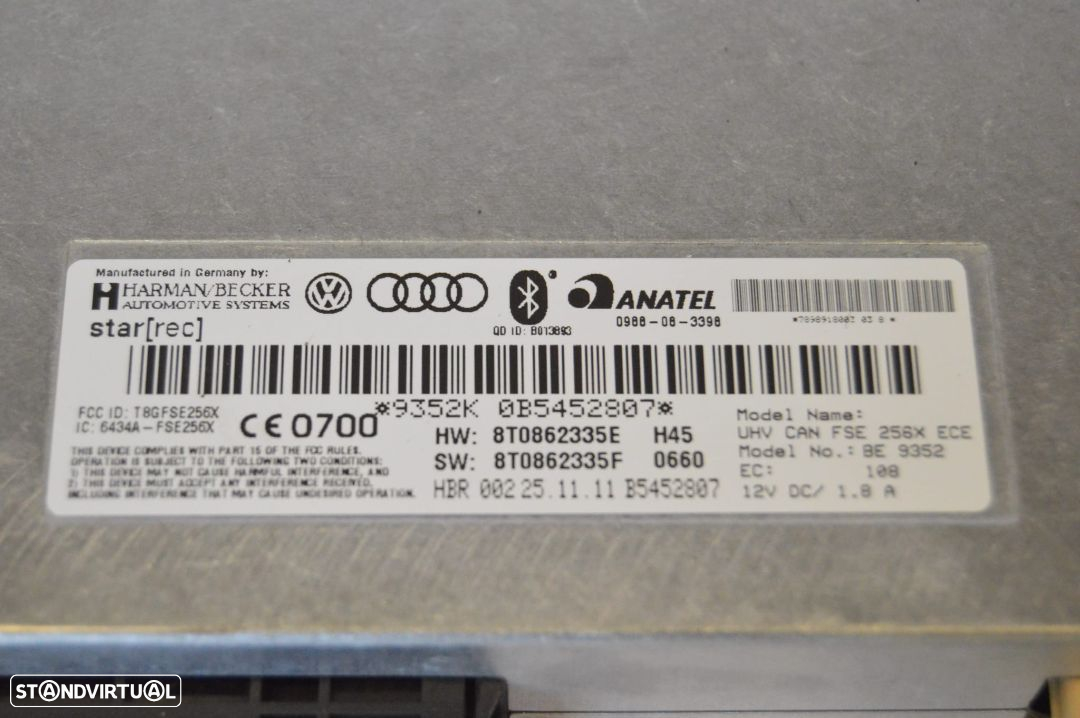 Manufactured in Germany by:
HARMAN/BECKER
AUTOMOTIVE SYSTEMS
star[rec]
QD ID: B013893
ANATEL
0986-08-3398
*9352K 0B5452807*
FCC ID: T8GFSE256X
IC: 6434A-FSE256X
CE0700
THIS DEVICE COMPLIES WITH PART 15 OF THE FCC RULES.
OPERATION IS SUBJECT TO THE FOLLOWING TWO CONDITIONS:
1) THIS DEVICE MAY NOT CAUSE HARMFUL INTERFERENCE, AND
2) THIS DEVICE MUST ACCEPT ANY INTERFERENCE RECEIVED,
INCLUDING INTERFERENCE THAT MAY CAUSE UNDESIRED OPERATION.
HW: 8T0862335E H45
SW: 8T0862335F 0660
HBR 002 25.11.11 B5452807
Model Name:
UHV CAN FSE 256X ECE
Model No.: BE 9352
EC: 108
12V DC/ 1.8 A
STANDVIRTUAL